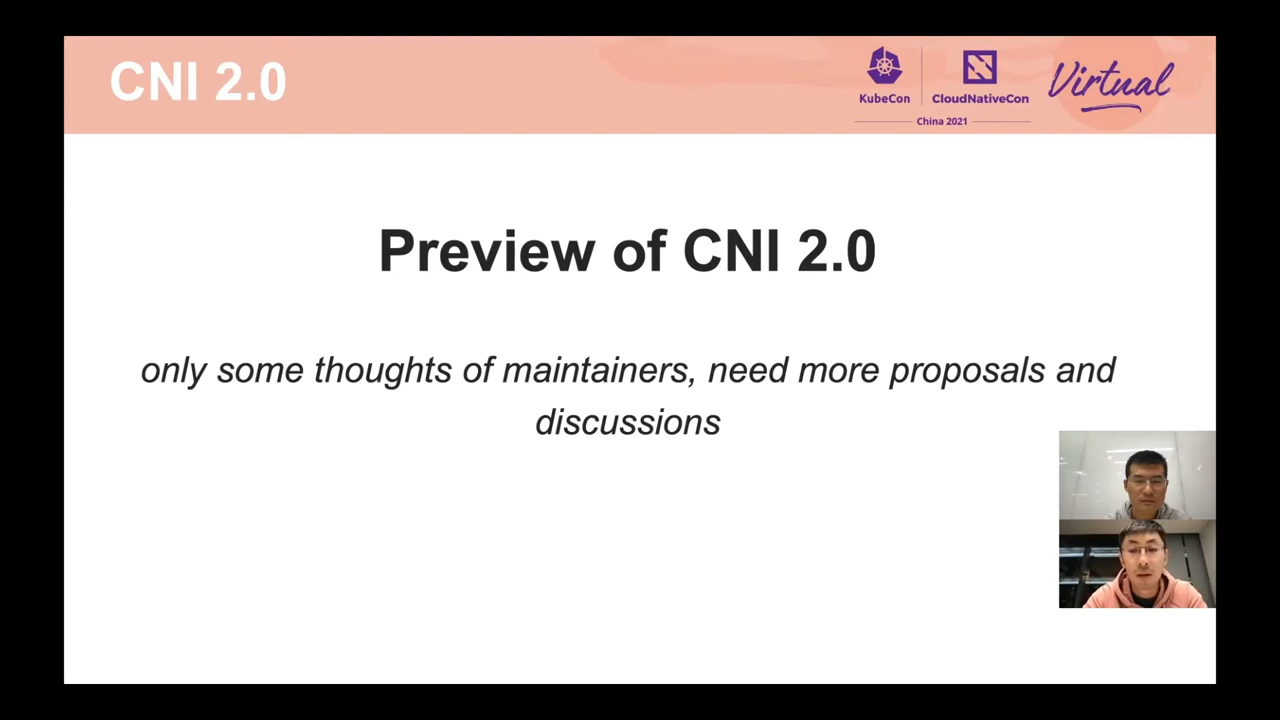 CNI 2.0
KubeCon
CloudNativeCon
China 2021
Virtual
Preview of CNI 2.0
only some thoughts of maintainers, need more proposals and
discussions